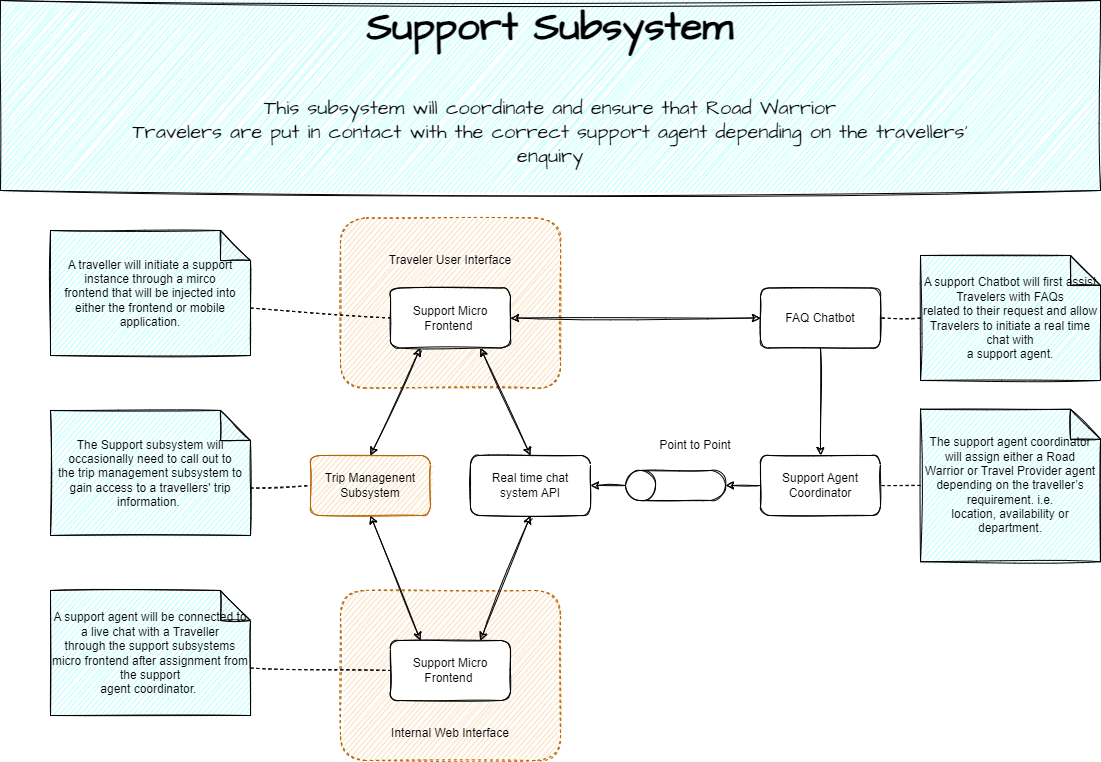 Support Subsystem
This subsystem will coordinate and ensure that Road Warrior
Travelers are put in contact with the correct support agent depending on the travellers'
enquiry
A traveller will initiate a support
instance through a mirco
frontend that will be injected into
either the frontend or mobile
application.
Traveler User Interface
Support Micro
Frontend
FAQ Chatbot
A support Chatbot will first assist
Travelers with FAQs
related to their request and allow
Travelers to initiate a real time
chat with
a support agent.
The Support subsystem will
occasionally need to call out to
the trip management subsystem to
gain access to a travellers' trip
information.
Trip Managenent
Subsystem
Real time chat
system API
Point to Point
Support Agent
Coordinator
The support agent coordinator
will assign either a Road
Warrior or Travel Provider agent
depending on the traveller's
requirement. i.e.
location, availability or
department.
A support agent will be connected to
a live chat with a Traveller
through the support subsystems
micro frontend after assignment from
the support
agent coordinator.
Support Micro
Frontend
Internal Web Interface